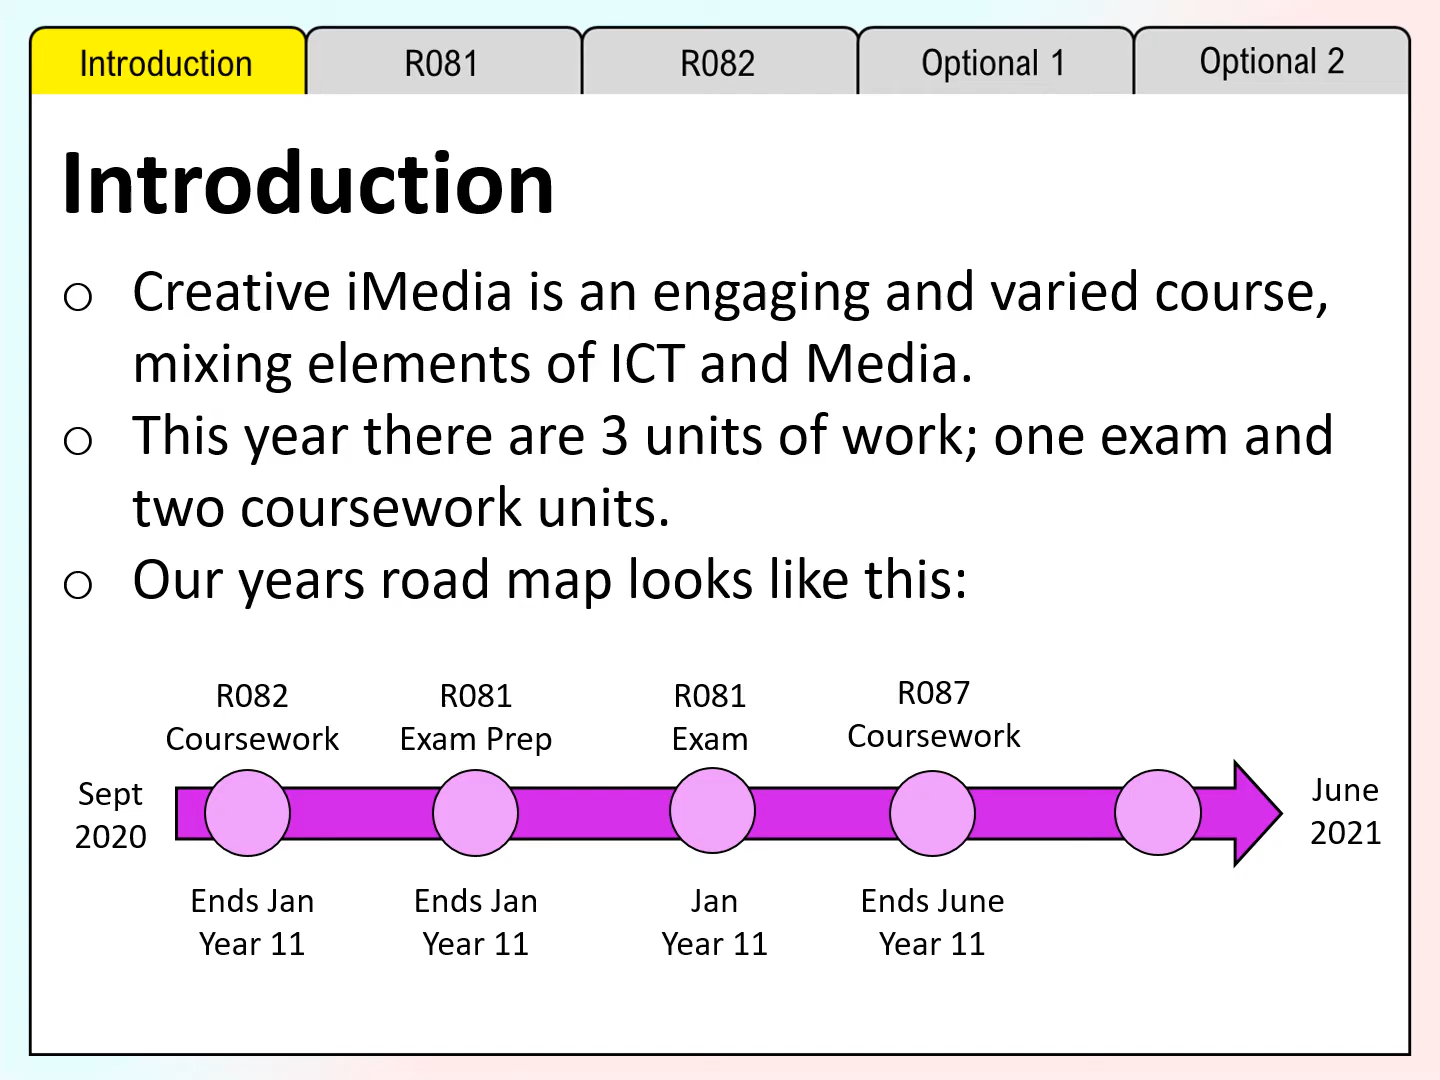 Introduction
R081
R082
Optional 1
Optional 2
Introduction
Creative iMedia is an engaging and varied course,
mixing elements of ICT and Media.
This year there are 3 units of work; one exam and
two coursework units.
Our years road map looks like this:
R082
Coursework
R081
Exam Prep
R081
Exam
R087
Coursework
Sept
2020
June
2021
Ends Jan
Year 11
Ends Jan
Year 11
Jan
Year 11
Ends June
Year 11